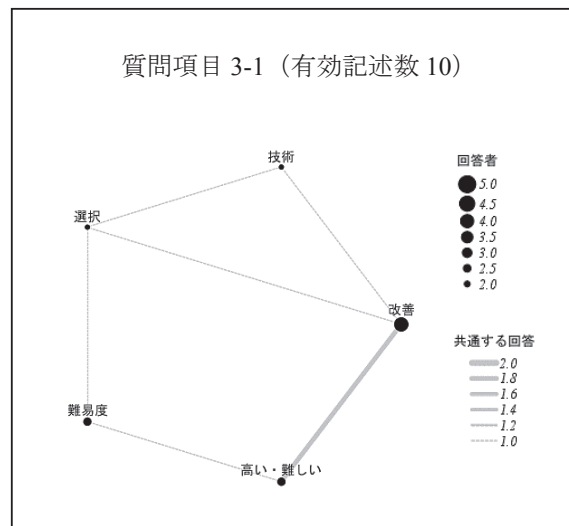 質問項目 3-1（有効記述数 10）
技術
選択
改善
難易度
高い・難しい
回答者
5.0
4.5
4.0
3.5
3.0
2.5
2.0
共通する回答
2.0
1.8
1.6
1.4
1.2
1.0